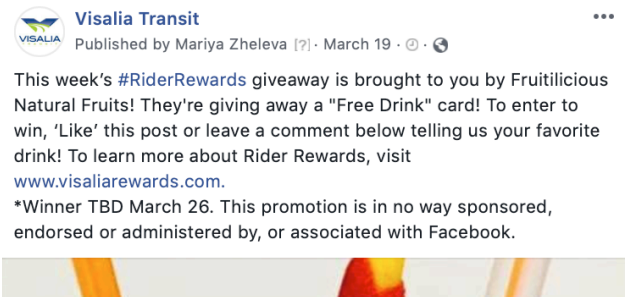 Visalia Transit
VISALIA
TRANSIT
Published by Mariya Zheleva [?] · March 19 ·
This week's #RiderRewards giveaway is brought to you by Fruitilicious
Natural Fruits! They're giving away a "Free Drink" card! To enter to
win, ‘Like’ this post or leave a comment below telling us your favorite
drink! To learn more about Rider Rewards, visit
www.visaliarewards.com.
*Winner TBD March 26. This promotion is in no way sponsored,
endorsed or administered by, or associated with Facebook.